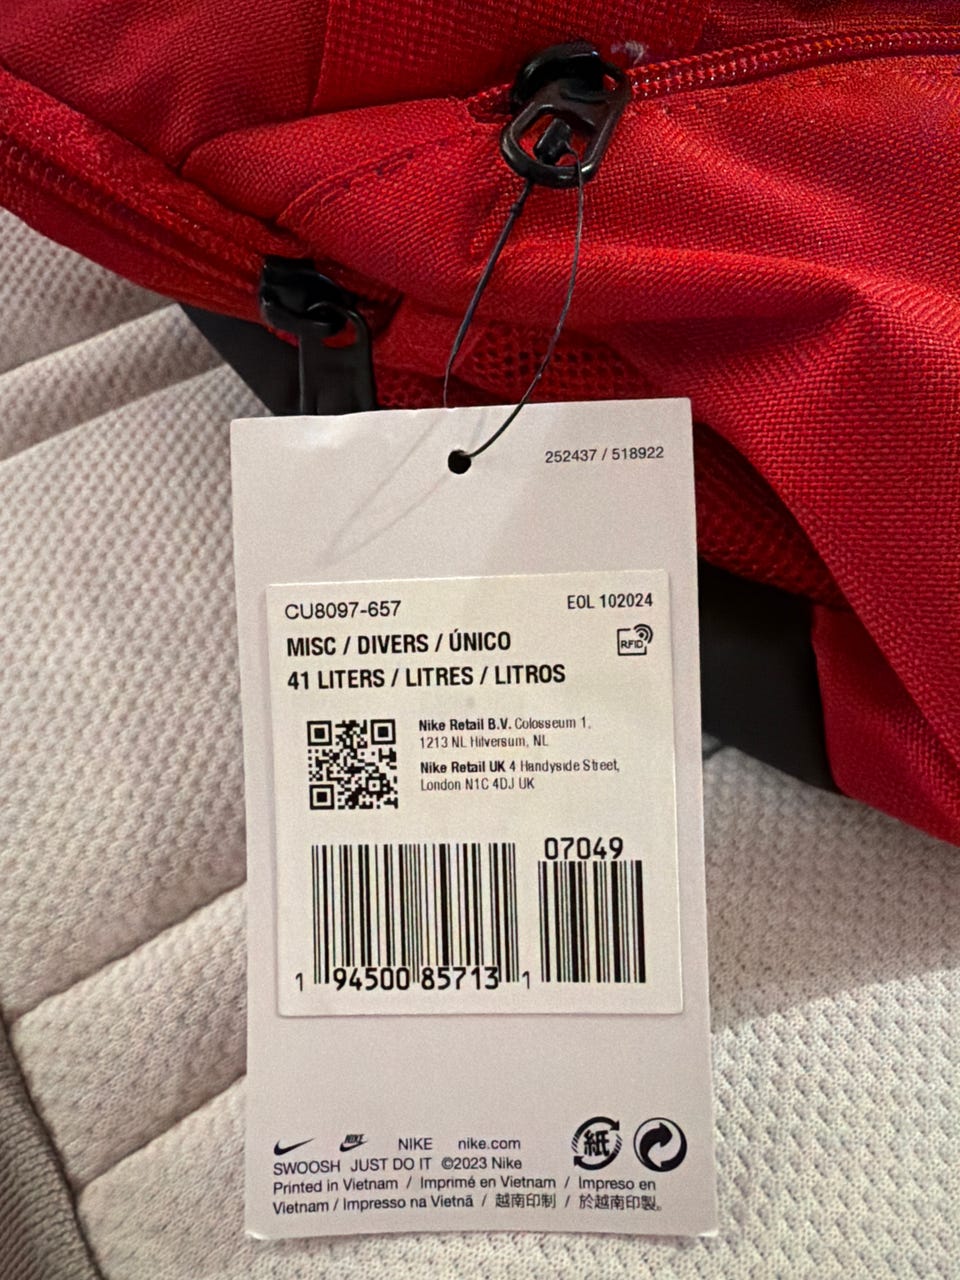 252437 / 518922
CU8097-657
EOL 102024
MISC / DIVERS / ÚNICO
RFID
41 LITERS / LITRES / LITROS
Nike Retail B.V. Colosseum 1,
1213 NL Hilversum, NL
Nike Retail UK 4 Handyside Street,
London N1C 4DJ UK
07049
1 94500 85713 1
NIKE
NIKE nike.com
紙
SWOOSH JUST DO IT ©2023 Nike
Printed in Vietnam / Imprimé en Vietnam / Impreso en
Vietnam / Impresso na Vietnã / 越南印制 / 於越南印製。